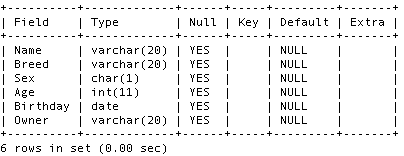 +----------+-------------+------+-----+---------+-------+
| Field    | Type        | Null | Key | Default | Extra |
+----------+-------------+------+-----+---------+-------+
| Name     | varchar(20) | YES  |     | NULL    |       |
| Breed    | varchar(20) | YES  |     | NULL    |       |
| Sex      | char(1)     | YES  |     | NULL    |       |
| Age      | int(11)     | YES  |     | NULL    |       |
| Birthday | date        | YES  |     | NULL    |       |
| Owner    | varchar(20) | YES  |     | NULL    |       |
+----------+-------------+------+-----+---------+-------+
6 rows in set (0.00 sec)